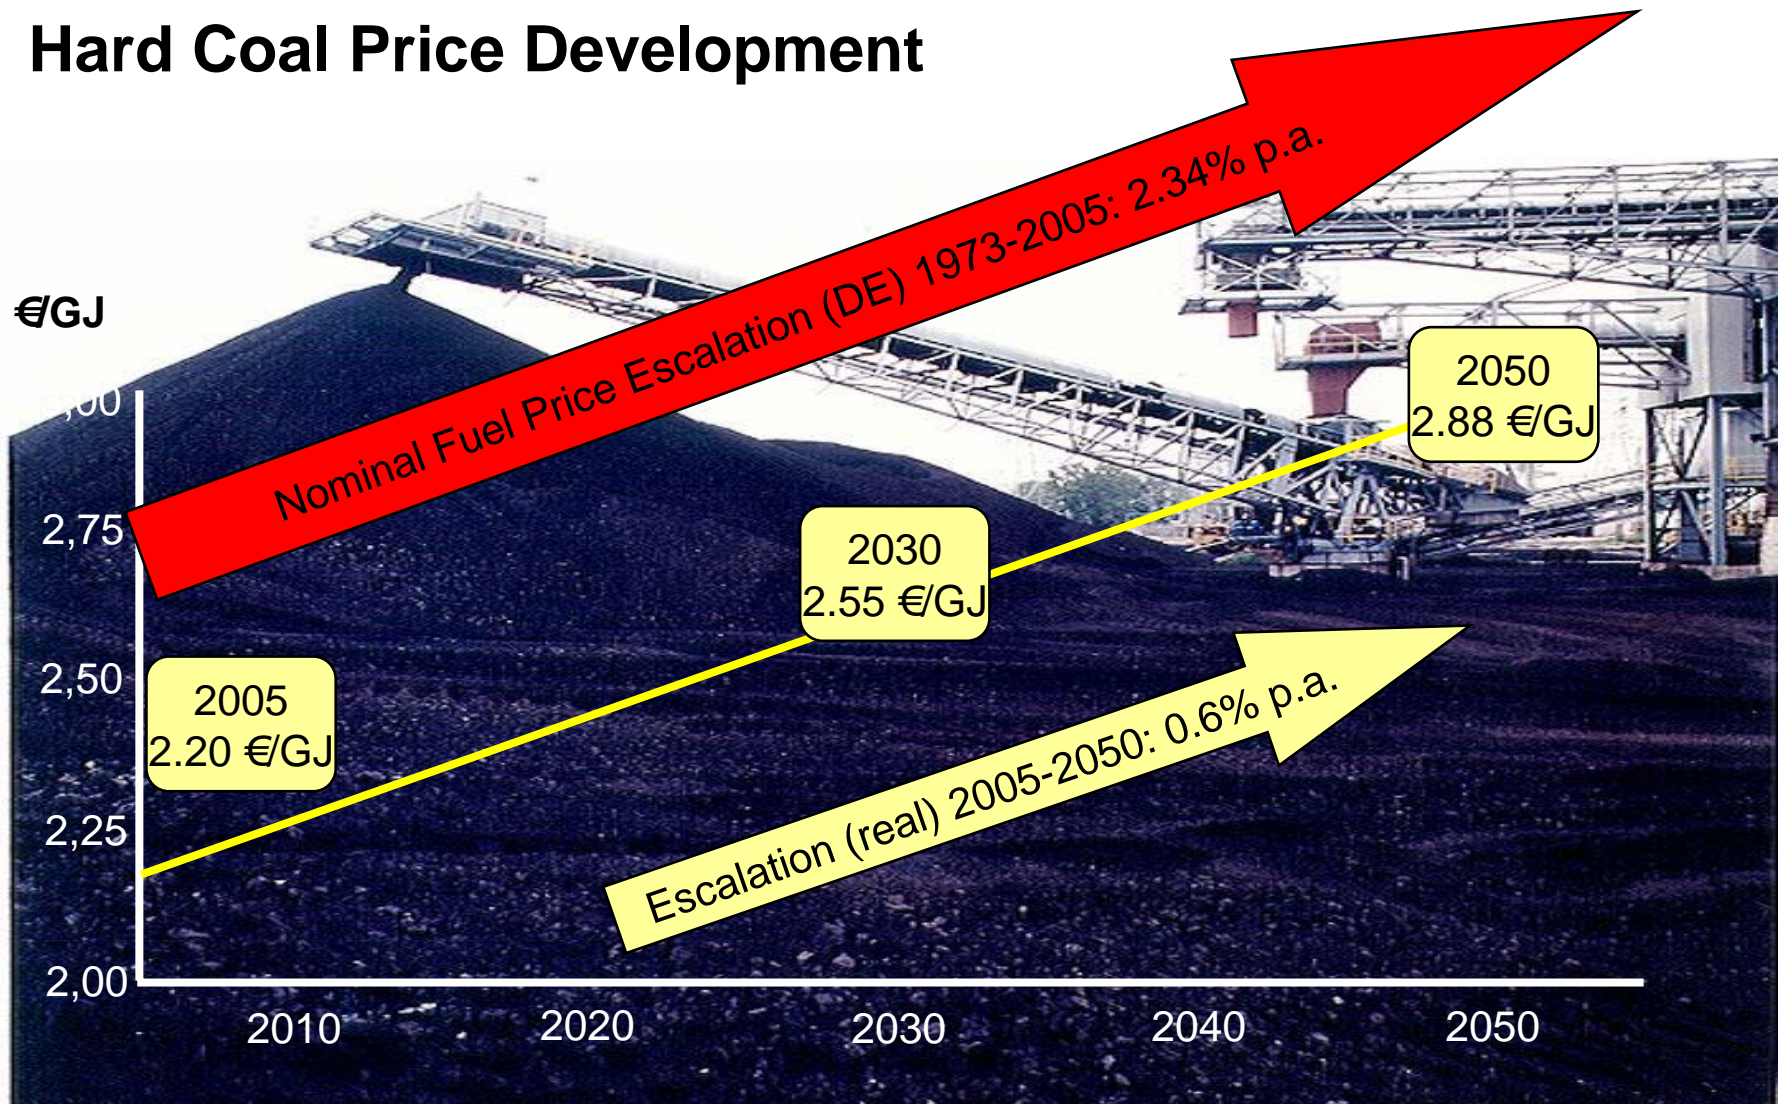 Hard Coal Price Development
Nominal Fuel Price Escalation (DE) 1973-2005: 2.34% p.a.
€/GJ
,00
2050
2.88 €/GJ
2,75
2030
2.55 €/GJ
2,50
2005
2.20 €/GJ
Escalation (real) 2005-2050: 0.6% p.a.
2,25
2,00
2010 2020 2030 2040 2050